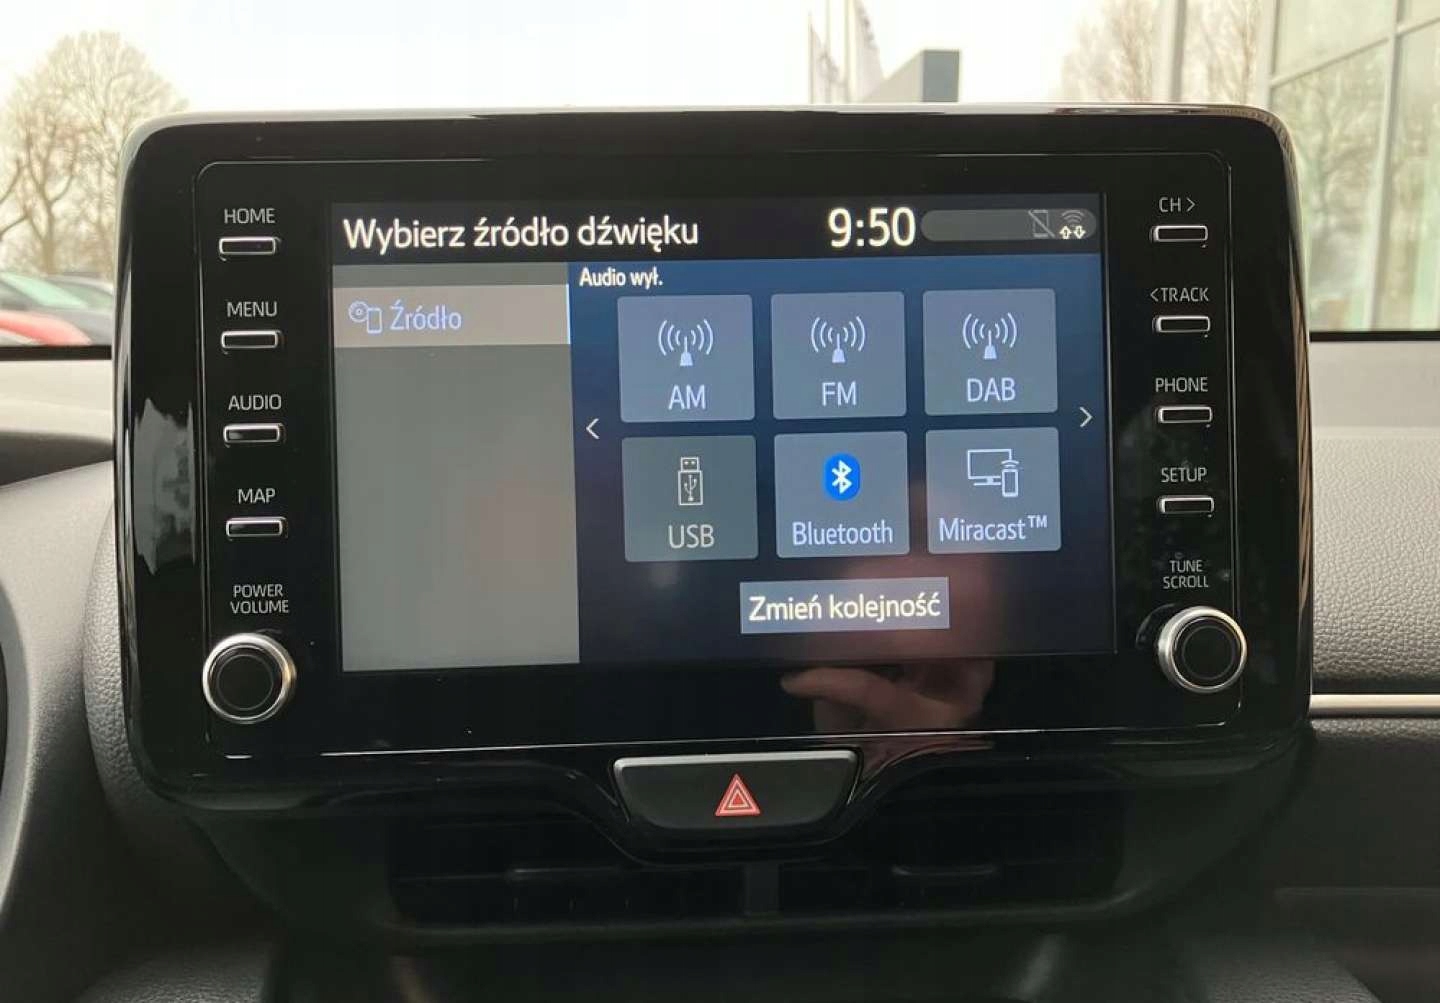 HOME
MENU
AUDIO
MAP
POWER
VOLUME
Wybierz źródło dźwięku
9:50
Źródło
Audio wył.
AM
FM
DAB
<
>
USB
Bluetooth
Miracast™
Zmień kolejność
CH >
<TRACK
PHONE
SETUP
TUNE
SCROLL